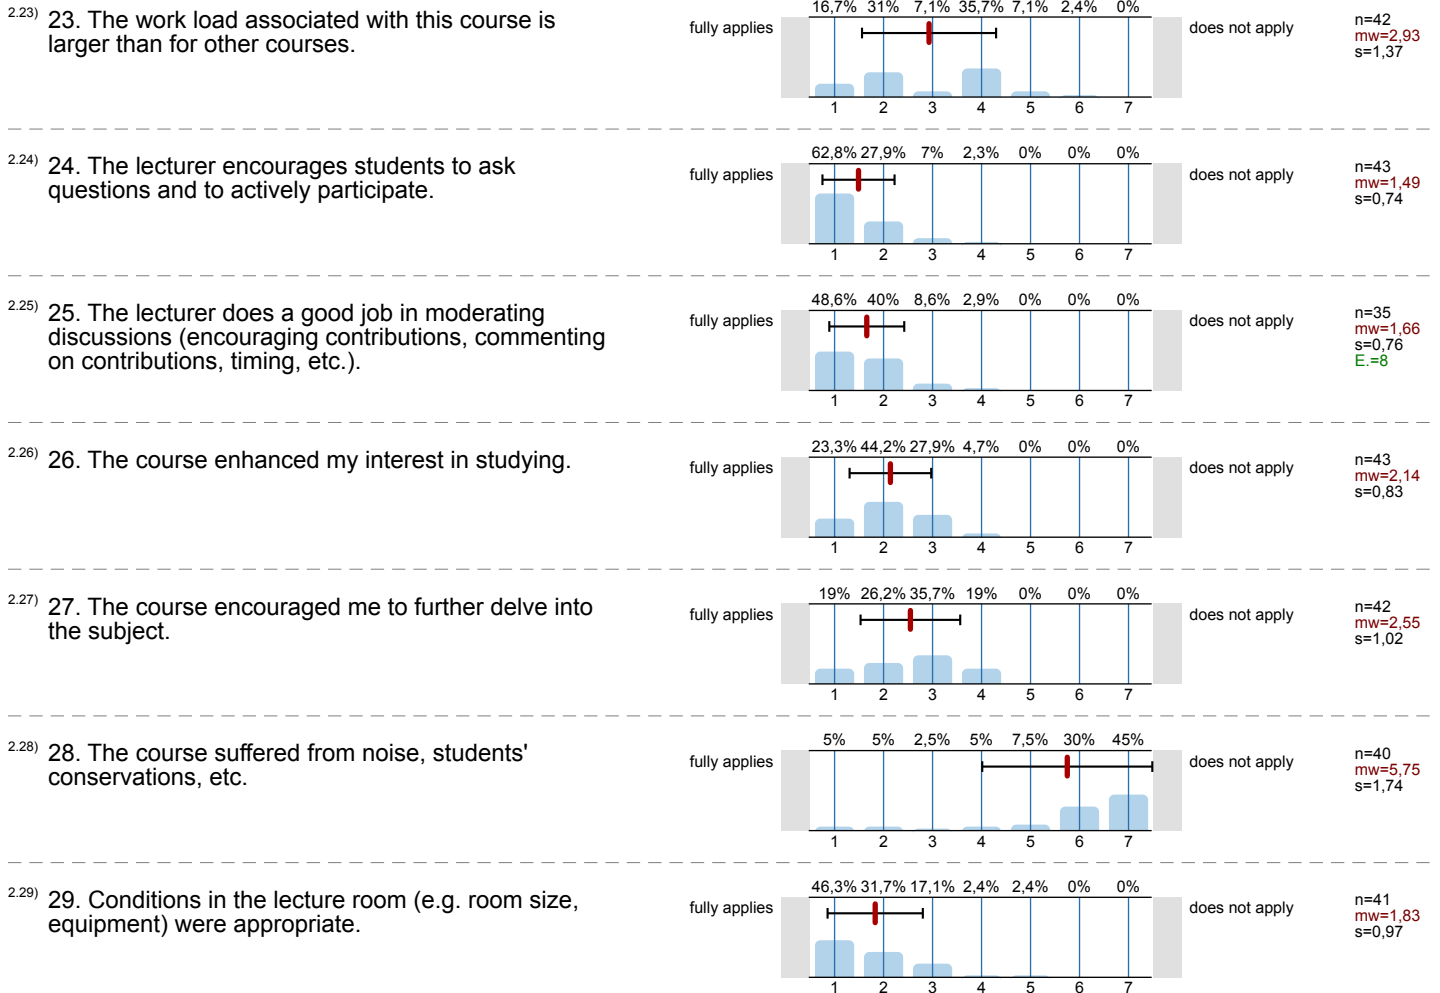 2.23) 23. The work load associated with this course is
larger than for other courses.
16,7% 31% 7,1% 35,7% 7,1% 2,4% 0%
fully applies
does not apply
n=42
mw=2,93
s=1,37
1 2 3 4 5 6 7
2.24) 24. The lecturer encourages students to ask
questions and to actively participate.
62,8% 27,9% 7% 2,3% 0% 0% 0%
fully applies
does not apply
n=43
mw=1,49
s=0,74
1 2 3 4 5 6 7
2.25) 25. The lecturer does a good job in moderating
discussions (encouraging contributions, commenting
on contributions, timing, etc.).
48,6% 40% 8,6% 2,9% 0% 0% 0%
fully applies
does not apply
n=35
mw=1,66
s=0,76
E.=8
1 2 3 4 5 6 7
2.26) 26. The course enhanced my interest in studying.
23,3% 44,2% 27,9% 4,7% 0% 0% 0%
fully applies
does not apply
n=43
mw=2,14
s=0,83
1 2 3 4 5 6 7
2.27) 27. The course encouraged me to further delve into
the subject.
19% 26,2% 35,7% 19% 0% 0% 0%
fully applies
does not apply
n=42
mw=2,55
s=1,02
1 2 3 4 5 6 7
2.28) 28. The course suffered from noise, students'
conservations, etc.
5% 5% 2,5% 5% 7,5% 30% 45%
fully applies
does not apply
n=40
mw=5,75
s=1,74
1 2 3 4 5 6 7
2.29) 29. Conditions in the lecture room (e.g. room size,
equipment) were appropriate.
46,3% 31,7% 17,1% 2,4% 2,4% 0% 0%
fully applies
does not apply
n=41
mw=1,83
s=0,97
1 2 3 4 5 6 7